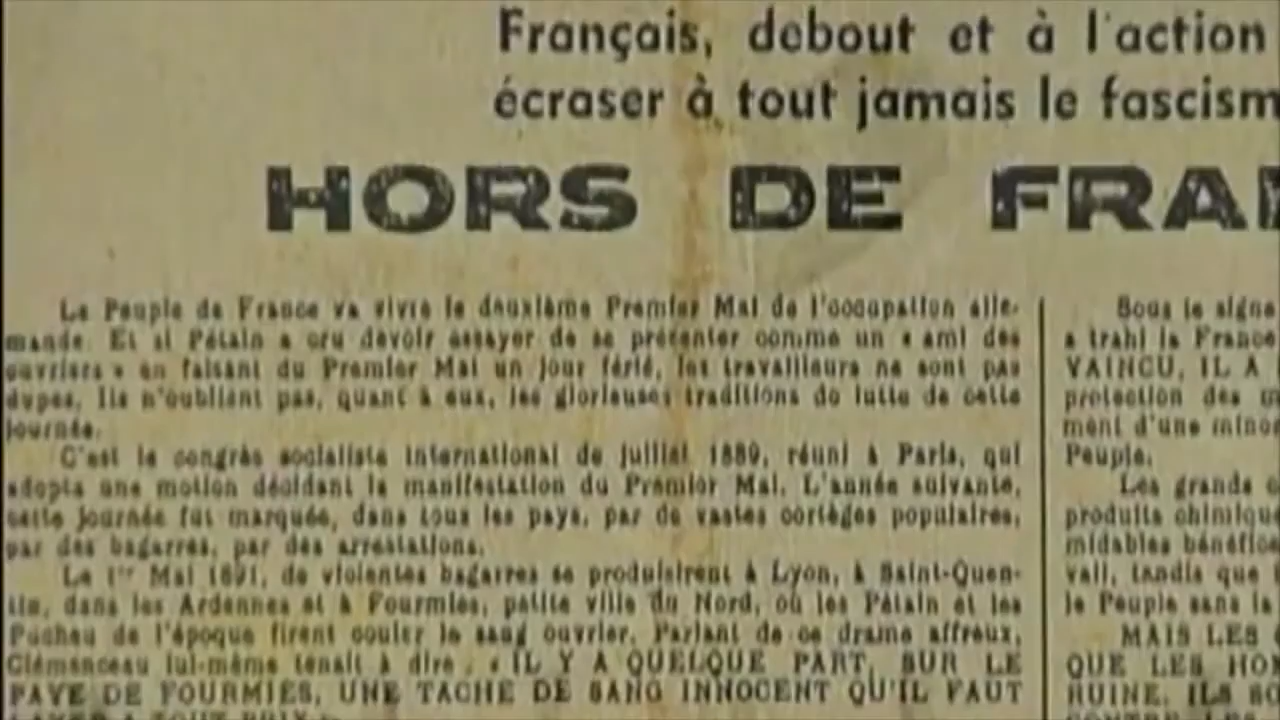 Français, debout et à l'action
écraser à tout jamais le fascism
HORS DE FRAN
Le Peuple de France va vivre le deuxième Premier Mai de l'occupation alle-
mande. Et si Pétain a cru devoir essayer de se présenter comme un « ami des
ouvriers » en faisant du Premier Mai un jour férié, les travailleurs ne sont pas
dupes. Ils n'oublient pas, quant à eux, les glorieuses traditions de lutte de cette
journée.
C'est le congrès socialiste international de juillet 1889, réuni à Paris, qui
adopta une motion décidant la manifestation du Premier Mai. L'année suivante,
cette journée fut marquée, dans tous les pays, par de vastes cortèges populaires,
par des bagarres, par des arrestations.
Le 1er Mai 1891, de violentes bagarres se produisirent à Lyon, à Saint-Quen-
tin, dans les Ardennes et à Fourmies, petite ville du Nord, où les Pétain et les
Pucheu de l'époque firent couler le sang ouvrier. Parlant de ce drame affreux,
Clémenceau lui-même tenait à dire : « IL Y A QUELQUE PART, SUR LE
PAVE DE FOURMIES, UNE TACHE DE SANG INNOCENT QU'IL FAUT
Sous le signe
a trahi la France
VAINCU, IL A
protection des m
ment d'une minor
Peuple.
Les grands
produits chimiqu
midables bénéfice
vail, tandis que
le Peuple sans la
MAIS LES
QUE LES HO
RUINE. ILS SO